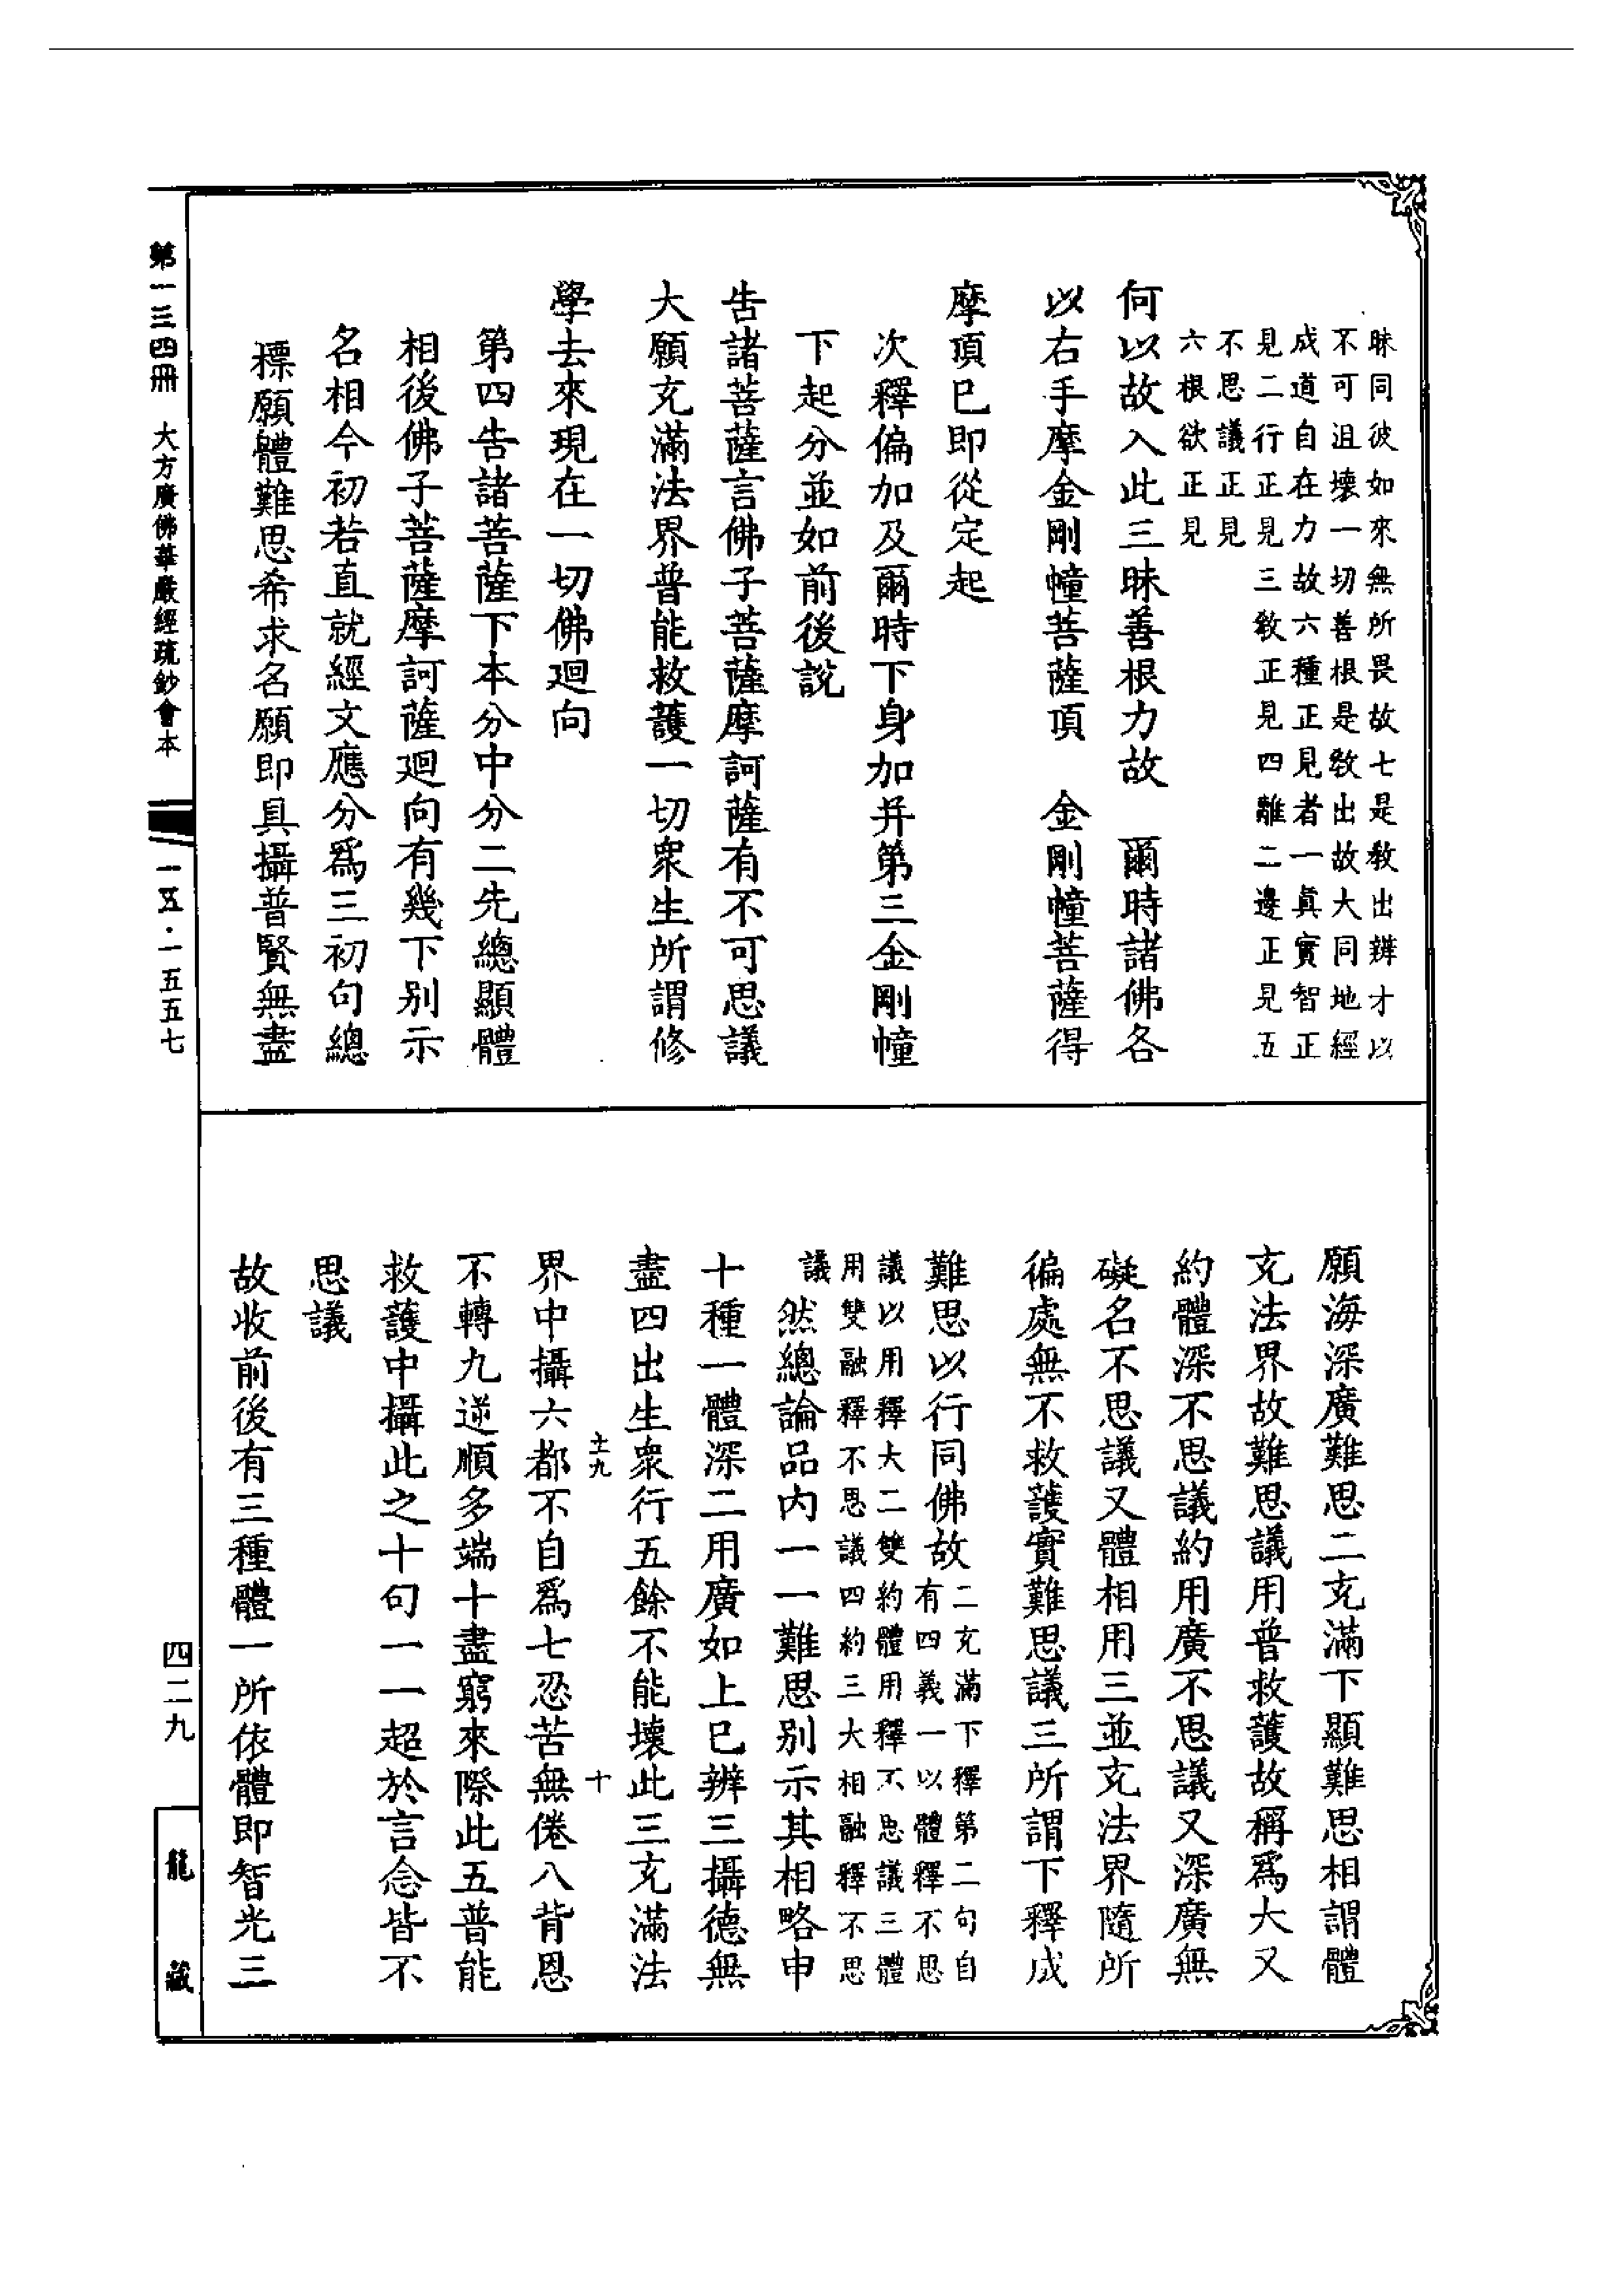 昧同彼如來無所畏故七是教出辨才以
不可沮壞一切善根是教出故大同地經
成道自在力故六種正見者一眞實智正
見二行正見三教正見四離二邊正見五
不思議正見
六根欲正見
何以故入此三昧善根力故　爾時諸佛各
以右手摩金剛幢菩薩頂　金剛幢菩薩得
摩頂已即從定起
次釋偏加及爾時下身加幷第三金剛幢
下起分並如前後說
告諸菩薩言佛子菩薩摩訶薩有不可思議
大願充滿法界普能救護一切衆生所謂修
學去來現在一切佛迴向
第四告諸菩薩下本分中分二先總顯體
相後佛子菩薩摩訶薩迴向有幾下別示
名相今初若直就經文應分爲三初句總
標願體難思希求名願即具攝普賢無盡
願海深廣難思二充滿下顯難思相謂體
充法界故難思議用普救護故稱爲大又
約體深不思議約用廣不思議又深廣無
礙名不思議又體相用三並充法界隨所
徧處無不救護實難思議三所謂下釋成
難思以行同佛故二充滿下釋第二句自
有四義一以體釋不思
議以用釋大二雙約體用釋不思議三體
用雙融釋不思議四約三大相融釋不思
議
然總論品內一一難思別示其相略申
十種一體深二用廣如上已辨三攝德無
盡四出生衆行五餘不能壞此三充滿法
界中攝六都不自爲七忍苦無倦八背恩
不轉九逆順多端十盡窮來際此五普能
救護中攝此之十句一一超於言念皆不
思議
故收前後有三種體一所依體即智光三
土九
十
第一三四冊　大方廣佛華嚴經疏鈔會本
一五·一五五七
四二九
龍藏